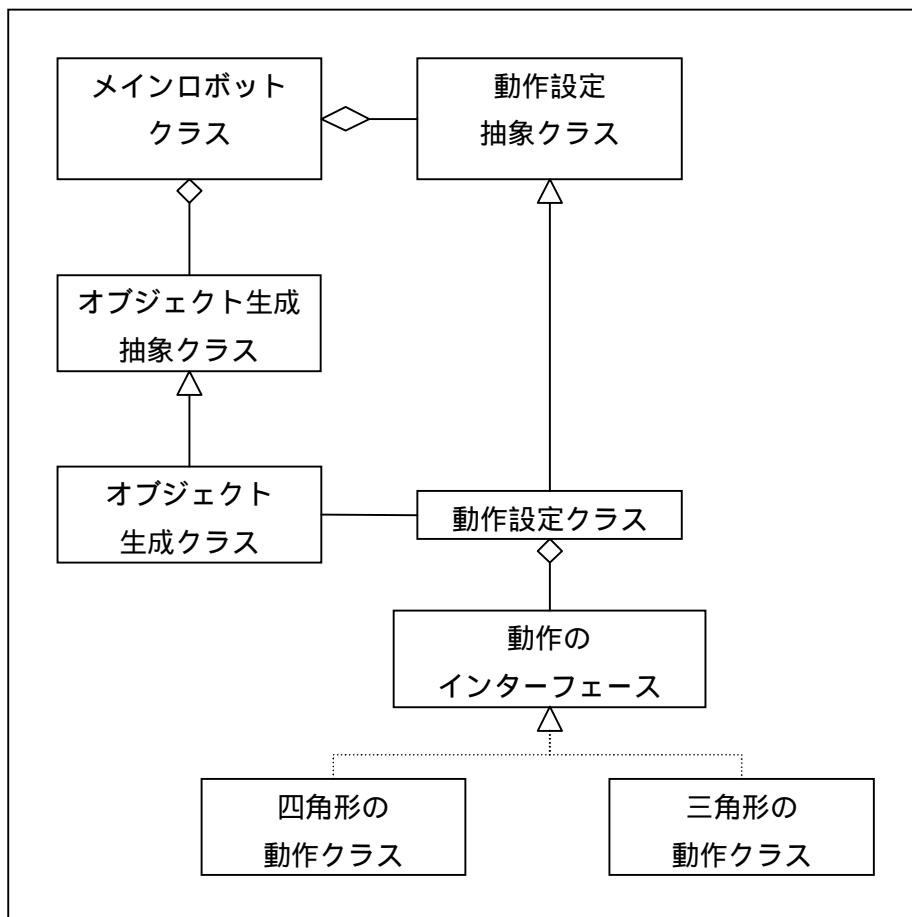 メインロボット
クラス
動作設定
抽象クラス
オブジェクト生成
抽象クラス
オブジェクト
生成クラス
動作設定クラス
動作の
インターフェース
四角形の
動作クラス
三角形の
動作クラス